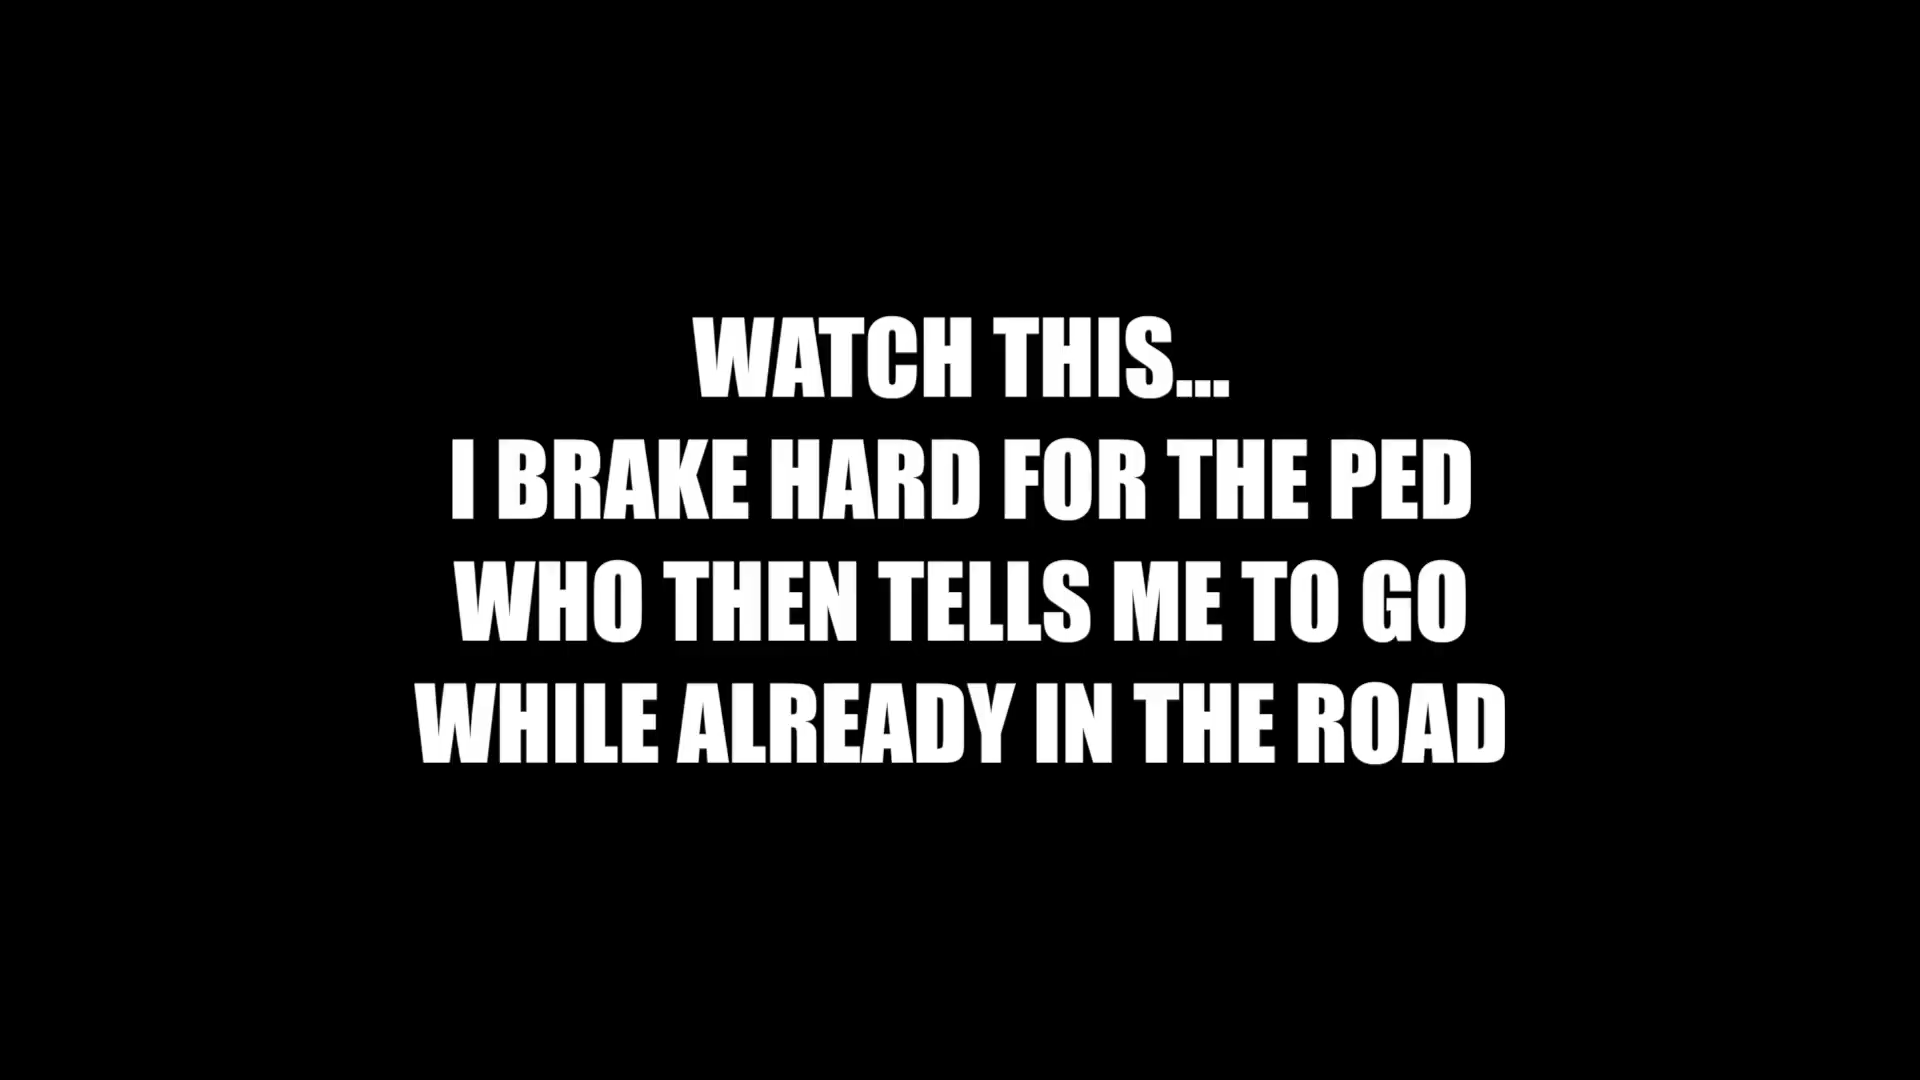 WATCH THIS...
I BRAKE HARD FOR THE PED
WHO THEN TELLS ME TO GO
WHILE ALREADY IN THE ROAD